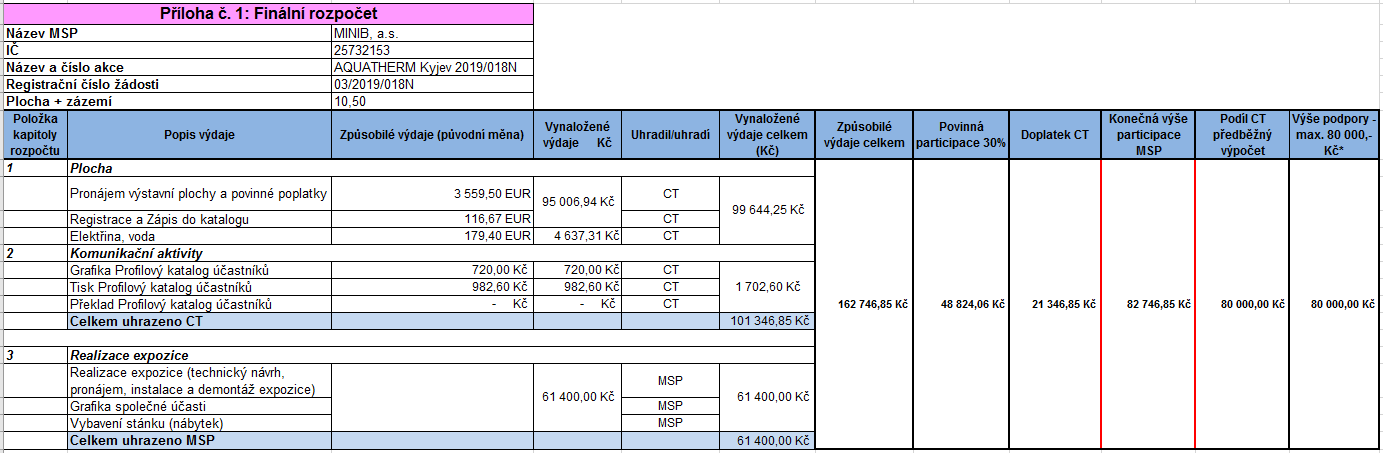 Příloha č. 1: Finální rozpočet
Název MSP MINIB, a.s.
IČ 25732153
Název a číslo akce AQUATHERM Kyjev 2019/018N
Registrační číslo žádosti 03/2019/018N
Plocha + zázemí 10,50
Položka kapitoly rozpočtu Popis výdaje Způsobilé výdaje (původní měna) Vynaložené výdaje Kč Uhradil/uhradí Vynaložené výdaje celkem (Kč) Způsobilé výdaje celkem Povinná participace 30% Doplatek CT Konečná výše participace MSP Podíl CT předběžný výpočet Výše podpory - max. 80 000,- Kč*
1 Plocha
Pronájem výstavní plochy a povinné poplatky 3 559,50 EUR 95 006,94 Kč CT 99 644,25 Kč
Registrace a Zápis do katalogu 116,67 EUR CT
Elektřina, voda 179,40 EUR 4 637,31 Kč CT
2 Komunikační aktivity
Grafika Profilový katalog účastníků 720,00 Kč 720,00 Kč CT 1 702,60 Kč
Tisk Profilový katalog účastníků 982,60 Kč 982,60 Kč CT
Překlad Profilový katalog účastníků - Kč - Kč CT
162 746,85 Kč 48 824,06 Kč 21 346,85 Kč 82 746,85 Kč 80 000,00 Kč 80 000,00 Kč
Celkem uhrazeno CT 101 346,85 Kč
3 Realizace expozice
Realizace expozice (technický návrh,
pronájem, instalace a demontáž expozice) 61 400,00 Kč MSP 61 400,00 Kč
Grafika společné účasti MSP
Vybavení stánku (nábytek) MSP
Celkem uhrazeno MSP 61 400,00 Kč